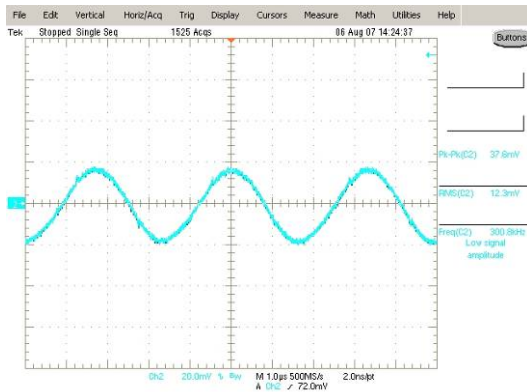 File Edit Vertical Horiz/Acq Trig Display Cursors Measure Math Utilities Help
Tek Stopped Single Seq 1525 Acqs 06 Aug 07 14:24:37
Buttons
Pk-Pk(C2) 37.6mV
RMS(C2) 12.3mV
Freq(C2) 300.8kHz
Low signal
amplitude
Ch2 20.0mV M 1.0µs 500MS/s 2.0ns/pt
A Ch2 72.0mV